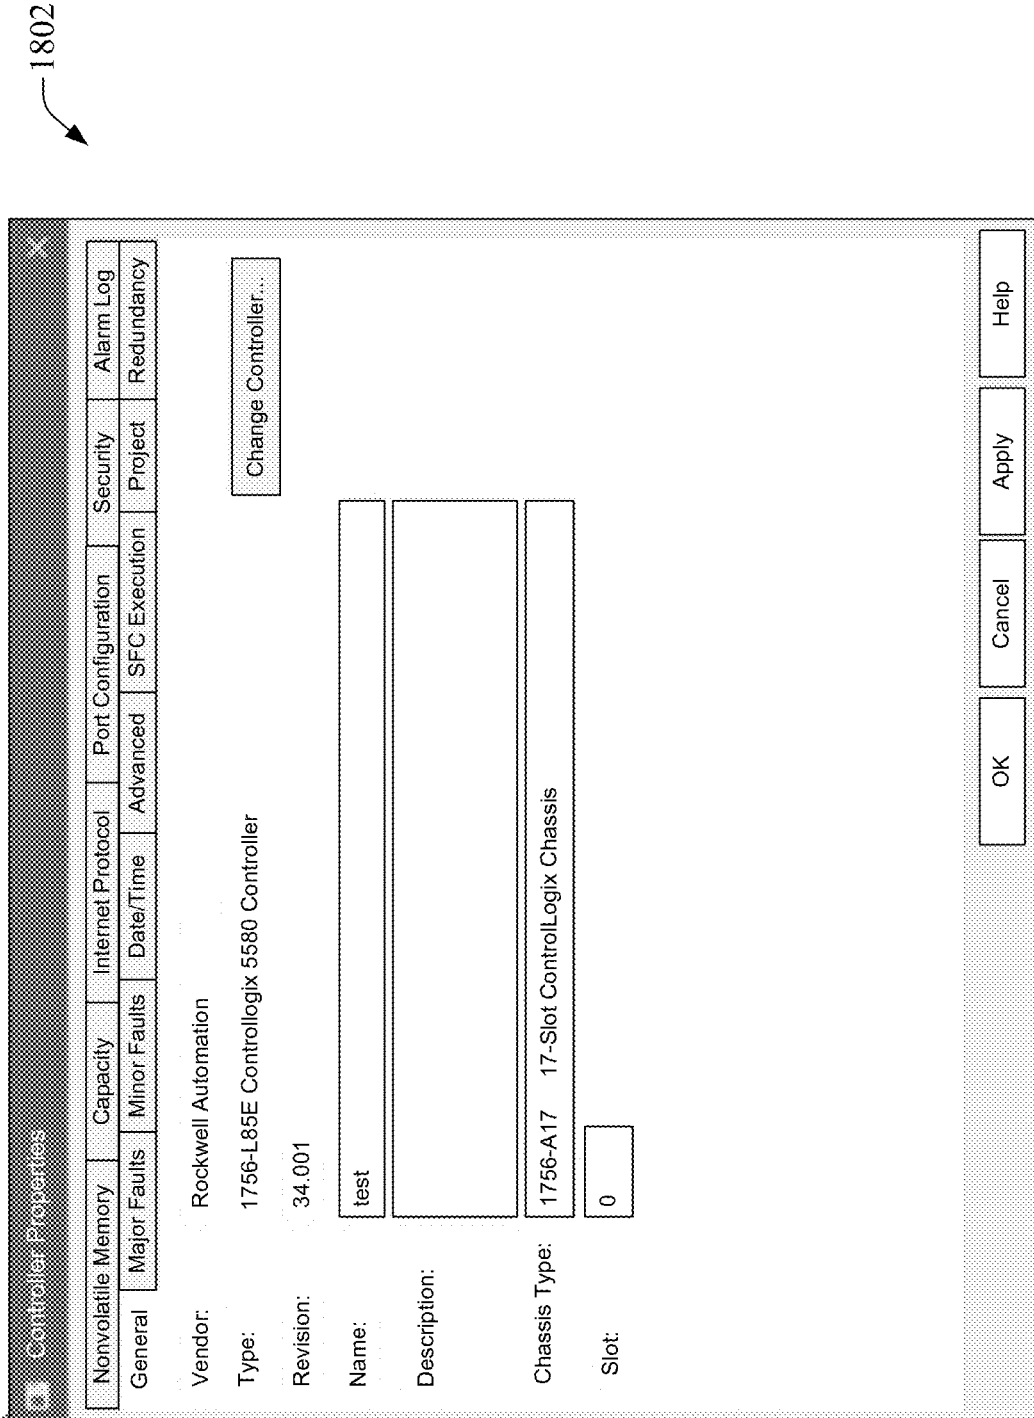 1802
Controller Properties
Nonvolatile Memory Capacity Internet Protocol Port Configuration Security Alarm Log
General Major Faults Minor Faults Date/Time Advanced SFC Execution Project Redundancy
Vendor: Rockwell Automation
Type: 1756-L85E Controllogix 5580 Controller Change Controller...
Revision: 34.001
Name: test
Description:
Chassis Type: 1756-A17 17-Slot ControlLogix Chassis
Slot: 0
OK Cancel Apply Help